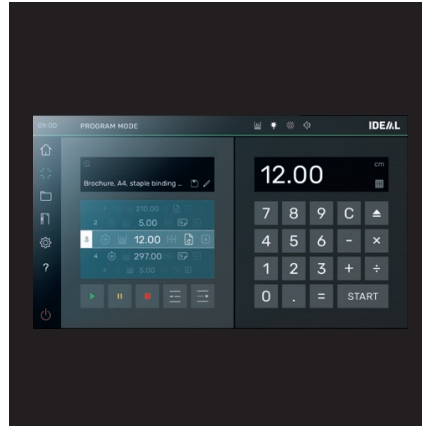 09:00 PROGRAM MODE IDEAL
Brochure, A4, staple binding ...
1 210.00
2 5.00
3 12.00
4 297.00
5.00
12.00 cm
7 8 9 C
4 5 6 - ×
1 2 3 + ÷
0 . = START
?